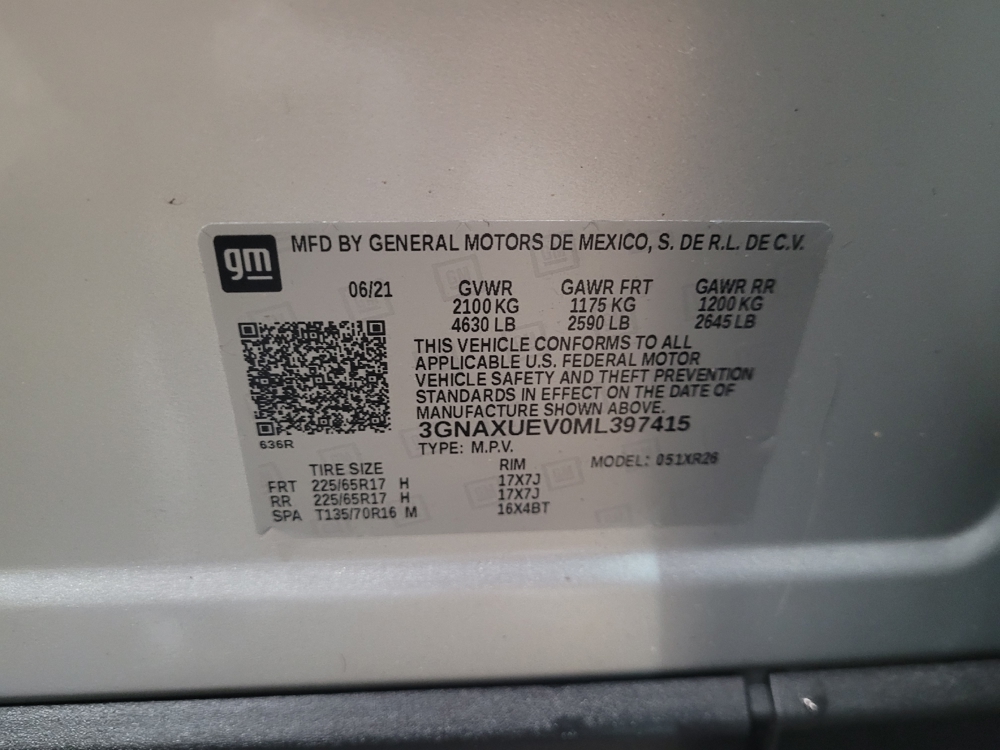 gm
MFD BY GENERAL MOTORS DE MEXICO, S. DE R.L. DE C.V.
06/21 GVWR GAWR FRT GAWR RR
2100 KG 1175 KG 1200 KG
4630 LB 2590 LB 2645 LB
THIS VEHICLE CONFORMS TO ALL
APPLICABLE U.S. FEDERAL MOTOR
VEHICLE SAFETY AND THEFT PREVENTION
STANDARDS IN EFFECT ON THE DATE OF
MANUFACTURE SHOWN ABOVE.
3GNAXUEV0ML397415
636R
TYPE: M.P.V. MODEL: 051XR26
TIRE SIZE RIM
FRT 225/65R17 H 17X7J
RR 225/65R17 H 17X7J
SPA T135/70R16 M 16X4BT